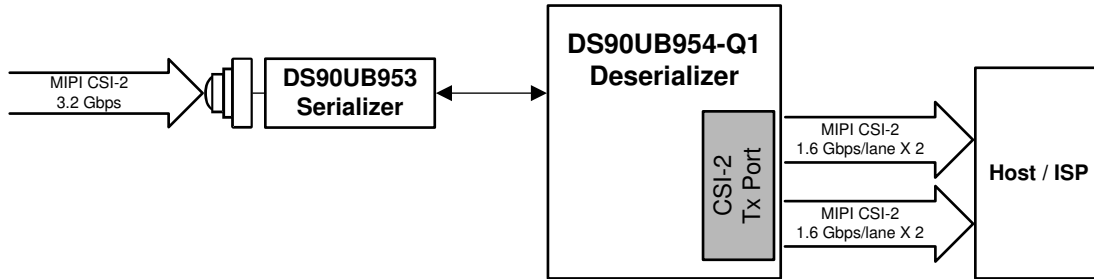 MIPI CSI-2
3.2 Gbps
DS90UB953
Serializer
DS90UB954-Q1
Deserializer
CSI-2
Tx Port
MIPI CSI-2
1.6 Gbps/lane X 2
MIPI CSI-2
1.6 Gbps/lane X 2
Host / ISP